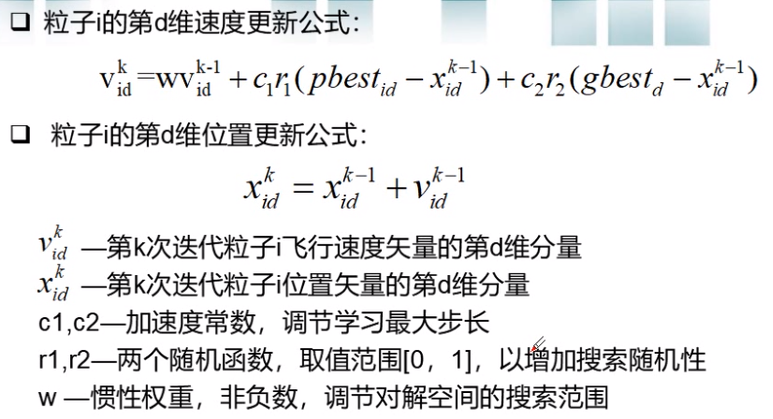 ❑ 粒子i的第d维速度更新公式：
v_{id}^{k}=wv_{id}^{k-1}+c_1r_1(pbest_{id}-x_{id}^{k-1})+c_2r_2(gbest_d-x_{id}^{k-1})
❑ 粒子i的第d维位置更新公式：
x_{id}^{k}=x_{id}^{k-1}+v_{id}^{k-1}
v_{id}^{k} —第k次迭代粒子i飞行速度矢量的第d维分量
x_{id}^{k} —第k次迭代粒子i位置矢量的第d维分量
c1,c2—加速度常数，调节学习最大步长
r1,r2—两个随机函数，取值范围[0，1]，以增加搜索随机性
w —惯性权重，非负数，调节对解空间的搜索范围